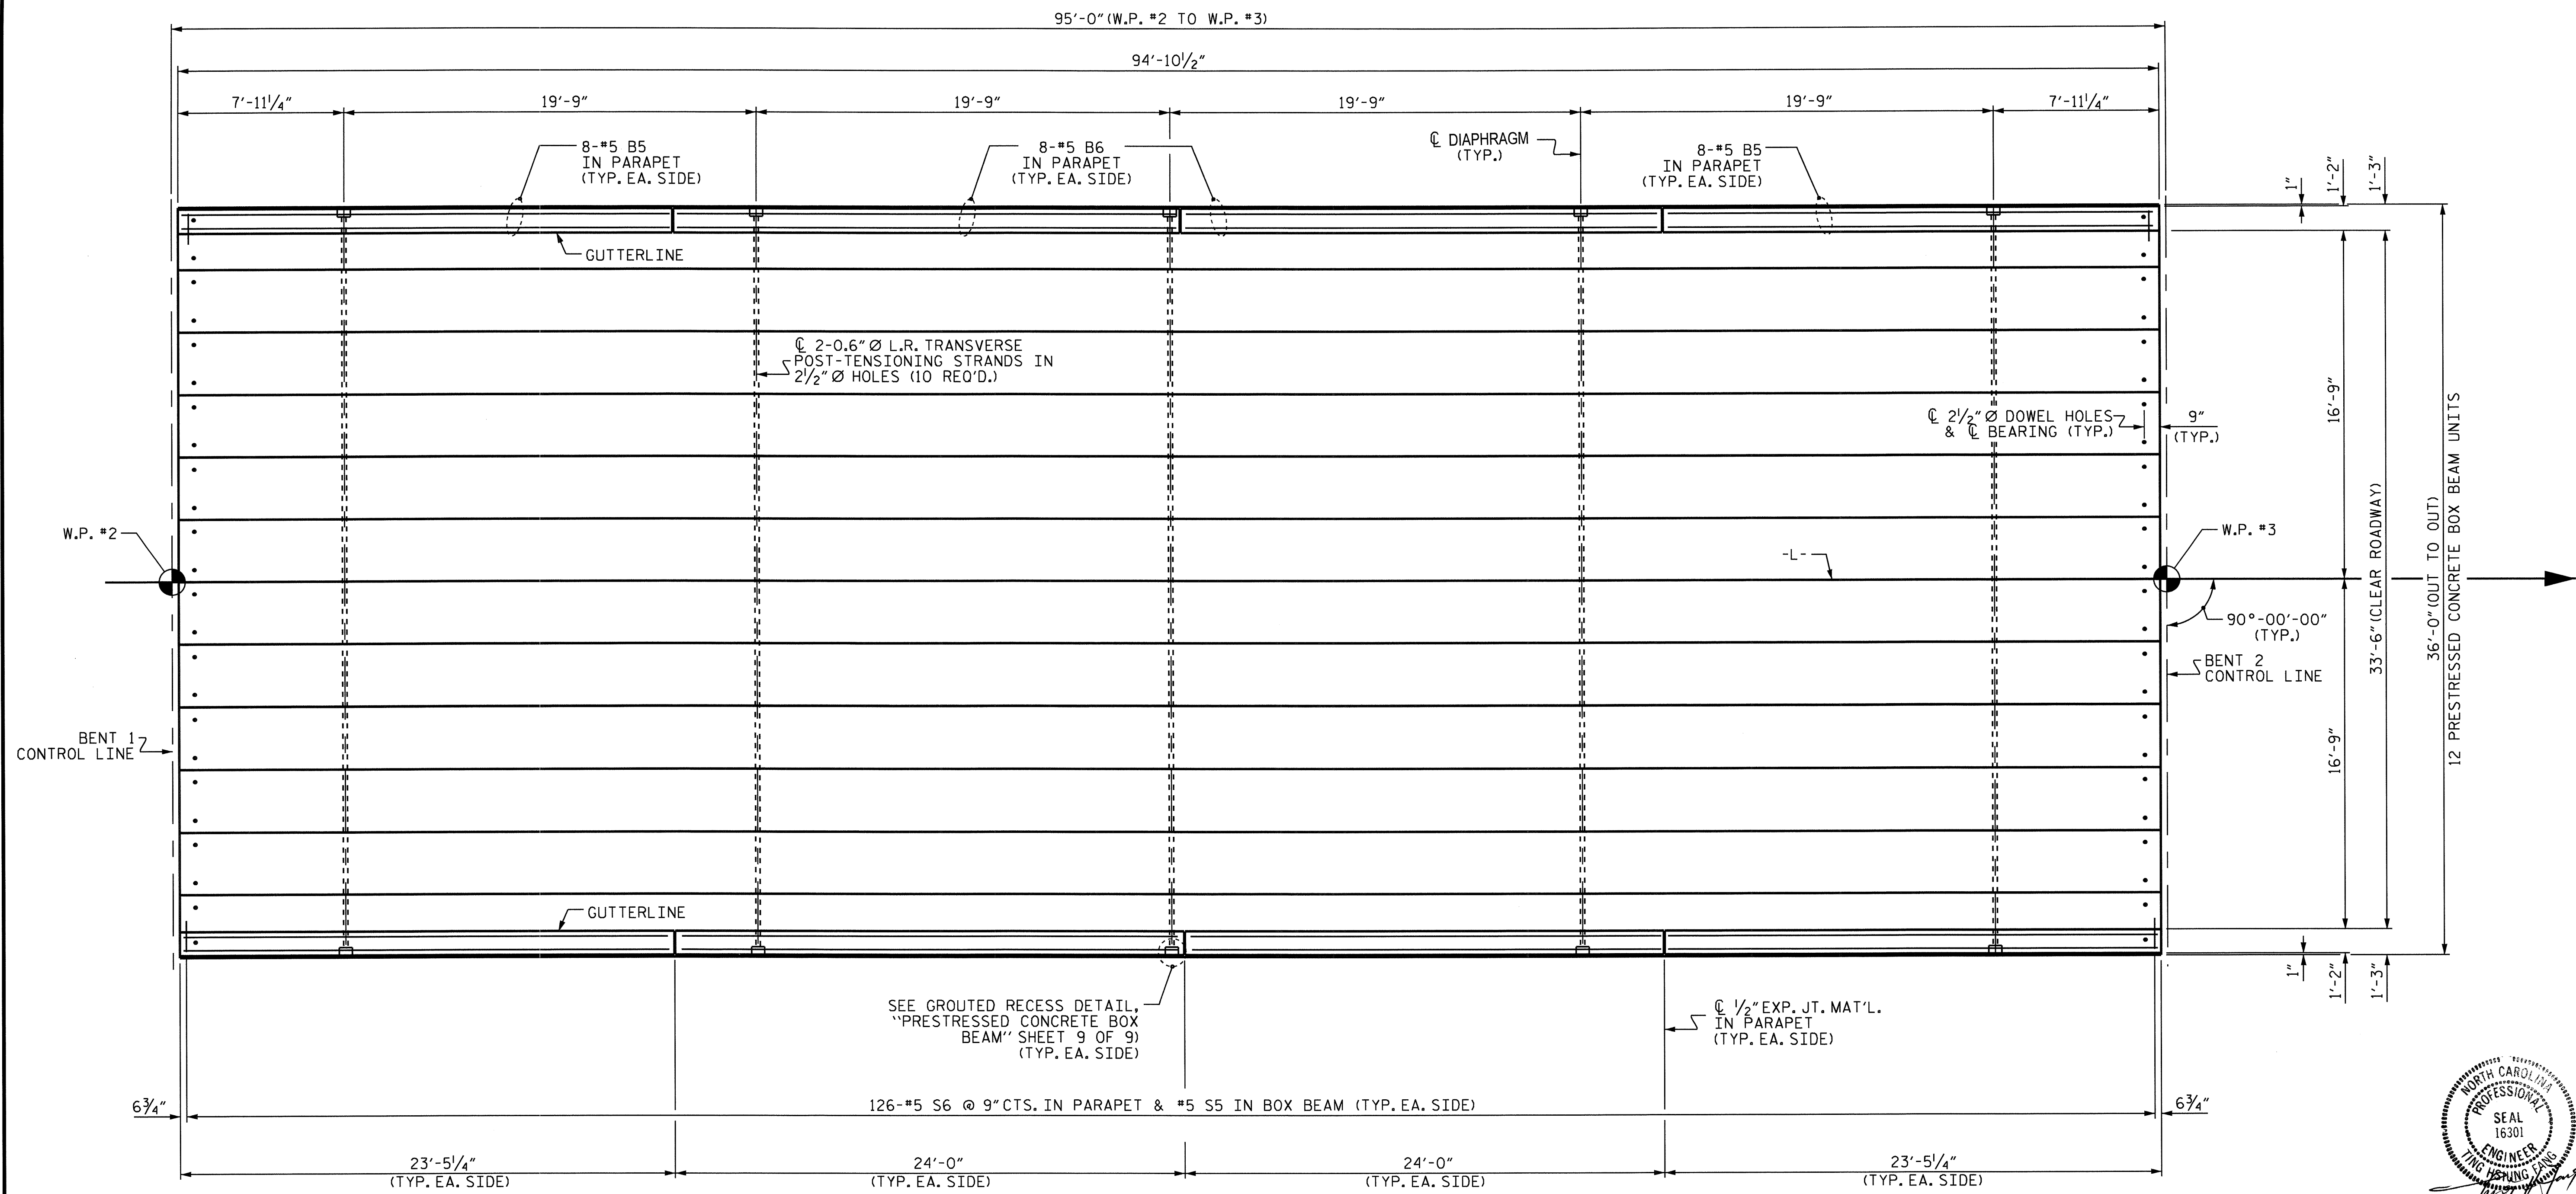 95'-0" (W.P. #2 TO W.P. #3)
94'-10½"
7'-11¼"
19'-9"
19'-9"
19'-9"
19'-9"
7'-11¼"
8-#5 B5
IN PARAPET
(TYP. EA. SIDE)
8-#5 B6
IN PARAPET
(TYP. EA. SIDE)
℄ DIAPHRAGM
(TYP.)
8-#5 B5
IN PARAPET
(TYP. EA. SIDE)
1"
1'-2"
1'-3"
GUTTERLINE
℄ 2-0.6" Ø L.R. TRANSVERSE
POST-TENSIONING STRANDS IN
2½" Ø HOLES (10 REQ'D.)
℄ 2½" Ø DOWEL HOLES
& ℄ BEARING (TYP.)
9"
(TYP.)
16'-9"
33'-6" (CLEAR ROADWAY)
36'-0" (OUT TO OUT)
12 PRESTRESSED CONCRETE BOX BEAM UNITS
W.P. #2
-L-
W.P. #3
90°-00'-00"
(TYP.)
BENT 2
CONTROL LINE
BENT 1
CONTROL LINE
16'-9"
GUTTERLINE
1"
1'-2"
1'-3"
SEE GROUTED RECESS DETAIL,
"PRESTRESSED CONCRETE BOX
BEAM" SHEET 9 OF 9)
(TYP. EA. SIDE)
℄ ½" EXP. JT. MAT'L.
IN PARAPET
(TYP. EA. SIDE)
6¾"
126-#5 S6 @ 9" CTS. IN PARAPET & #5 S5 IN BOX BEAM (TYP. EA. SIDE)
6¾"
23'-5¼"
(TYP. EA. SIDE)
24'-0"
(TYP. EA. SIDE)
24'-0"
(TYP. EA. SIDE)
23'-5¼"
(TYP. EA. SIDE)
NORTH CAROLINA
PROFESSIONAL
SEAL
16301
ENGINEER
TING HSIUNG FANG